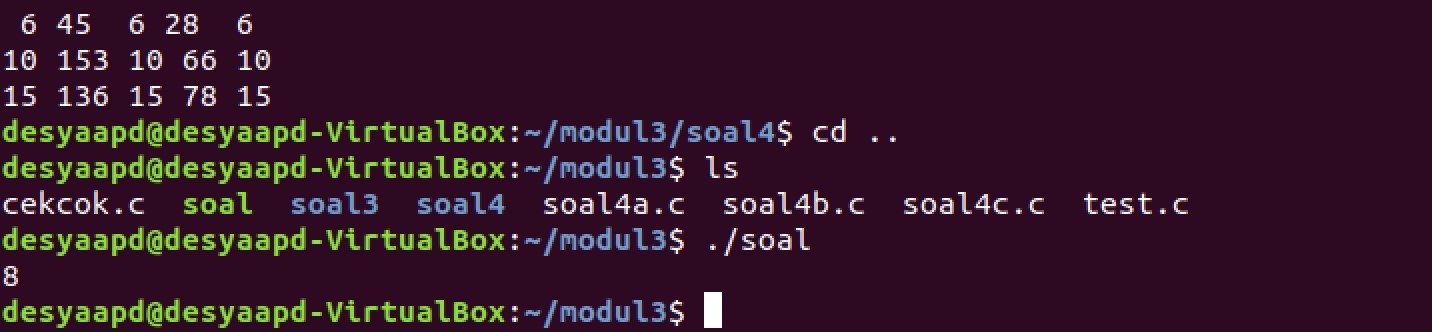 6 45  6 28  6
10 153 10 66 10
15 136 15 78 15
desyaapd@desyaapd-VirtualBox:~/modul3/soal4$ cd ..
desyaapd@desyaapd-VirtualBox:~/modul3$ ls
cekcok.c  soal  soal3  soal4  soal4a.c  soal4b.c  soal4c.c  test.c
desyaapd@desyaapd-VirtualBox:~/modul3$ ./soal
8
desyaapd@desyaapd-VirtualBox:~/modul3$